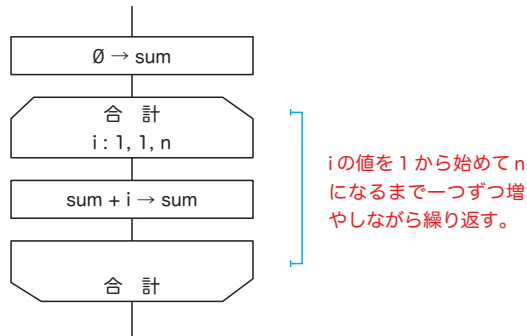 Ø → sum
合 計
i : 1, 1, n
sum + i → sum
合 計
iの値を1から始めてn
になるまで一つずつ増
やしながら繰り返す。